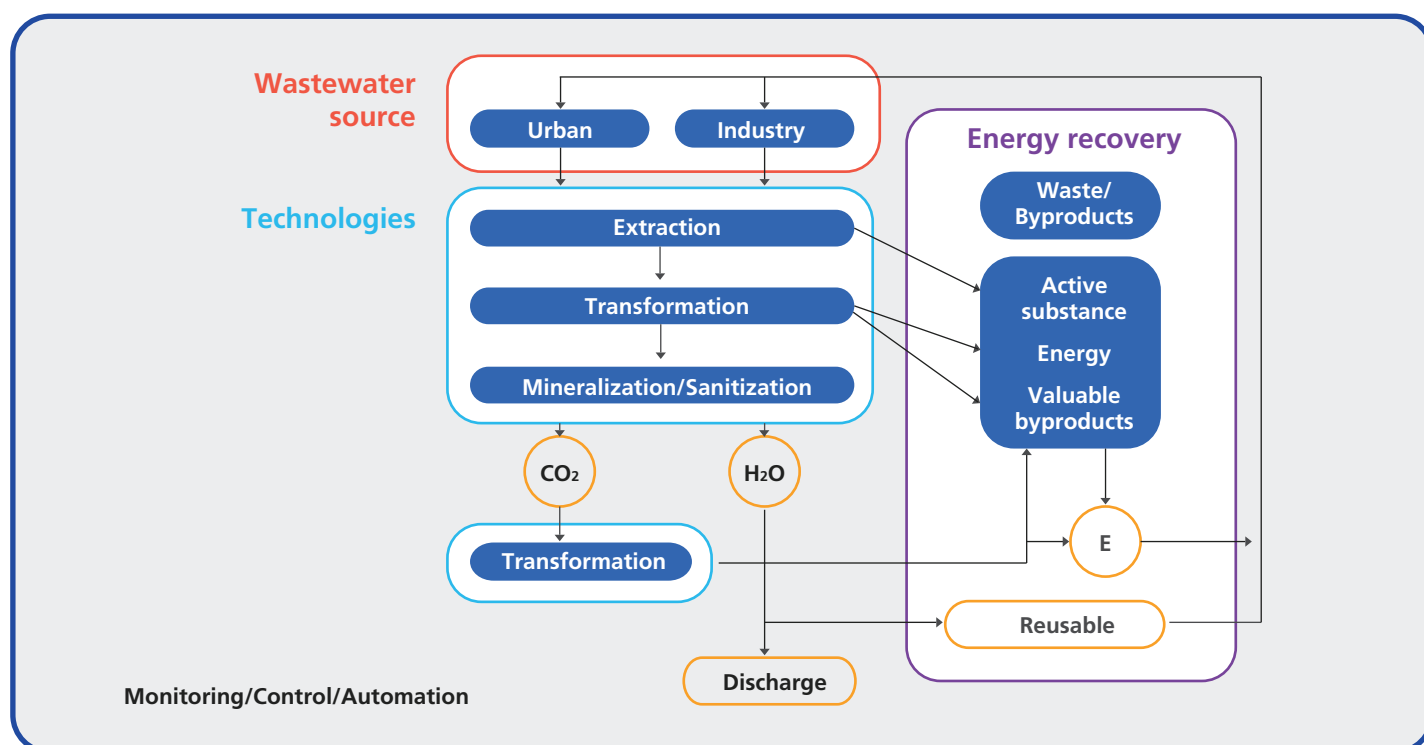 Wastewater
source
Urban
Industry
Energy recovery
Waste/
Byproducts
Technologies
Extraction
Transformation
Mineralization/Sanitization
Active
substance
Energy
Valuable
byproducts
CO₂
H₂O
Transformation
E
Reusable
Discharge
Monitoring/Control/Automation